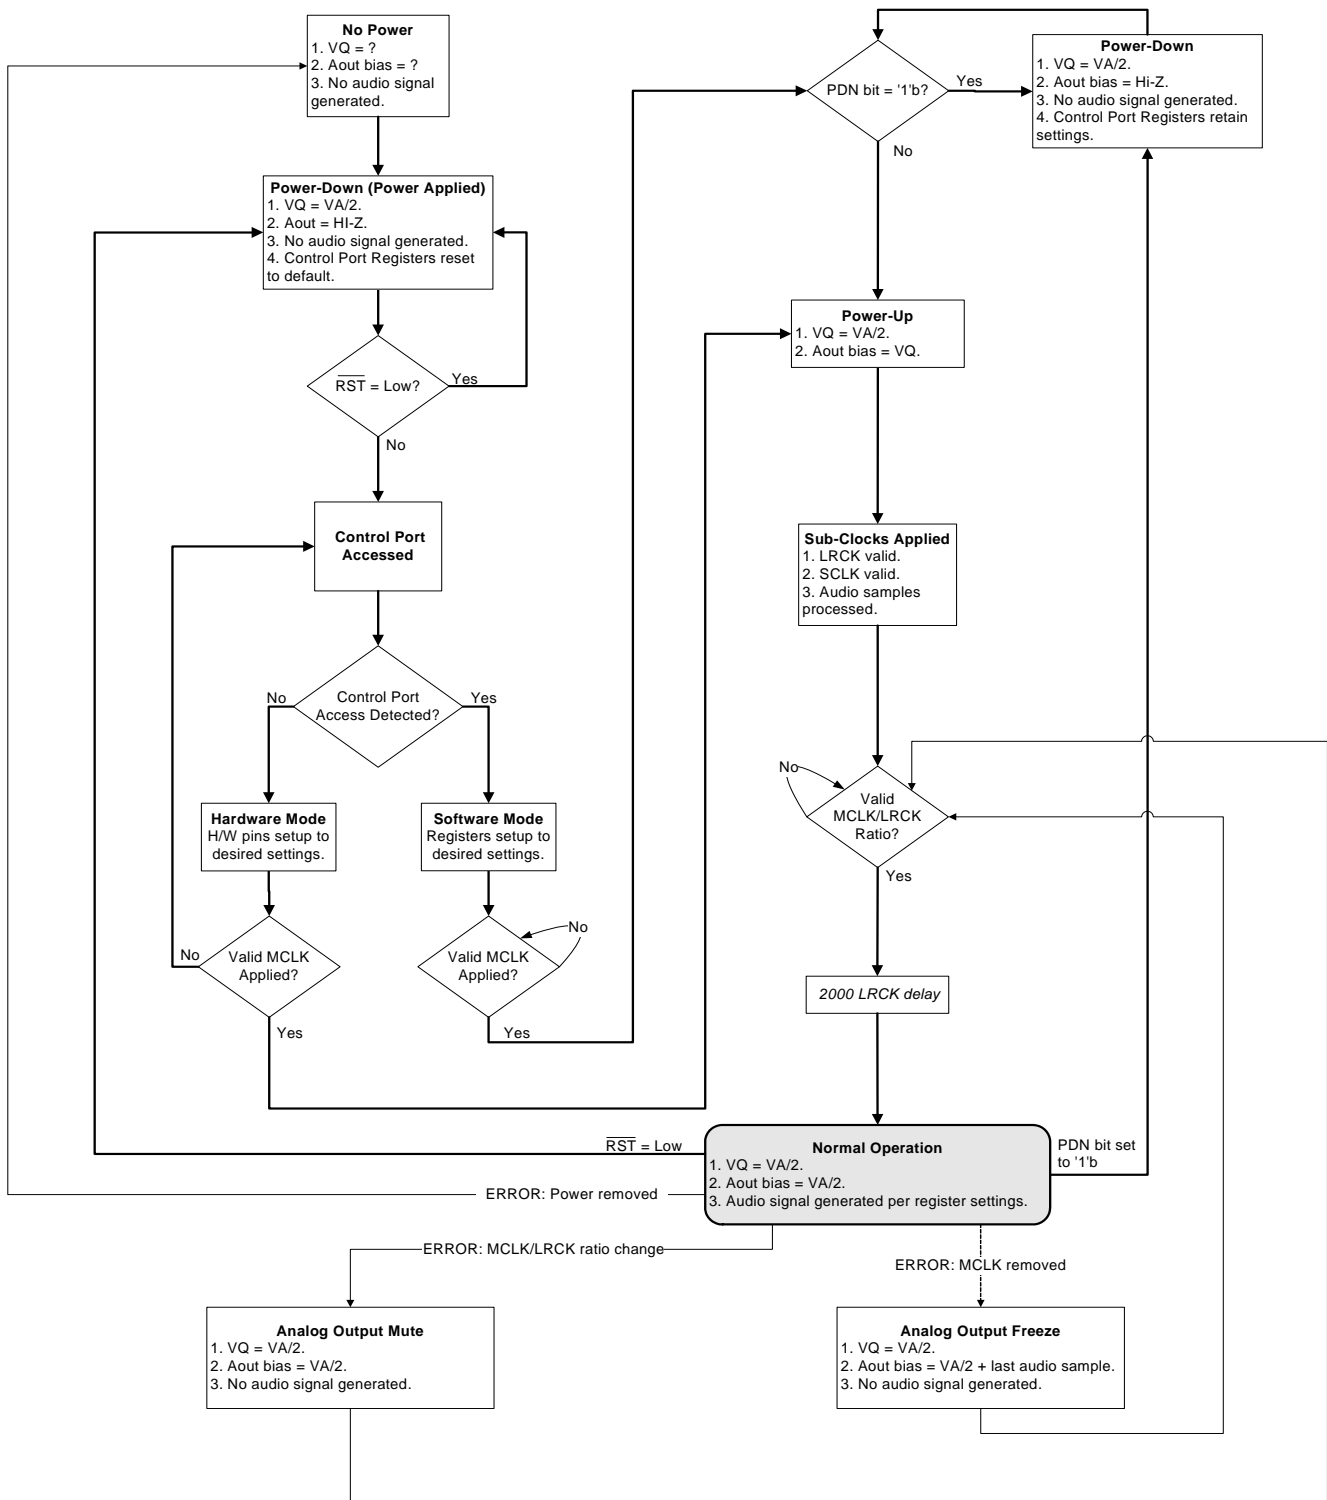 No Power
1. VQ = ?
2. Aout bias = ?
3. No audio signal
generated.
Power-Down (Power Applied)
1. VQ = VA/2.
2. Aout = HI-Z.
3. No audio signal generated.
4. Control Port Registers reset
to default.
RST = Low?
Yes
No
Control Port
Accessed
Control Port
Access Detected?
No
Yes
Hardware Mode
H/W pins setup to
desired settings.
Software Mode
Registers setup to
desired settings.
Valid MCLK
Applied?
No
Yes
Valid MCLK
Applied?
No
Yes
PDN bit = '1'b?
Yes
No
Power-Down
1. VQ = VA/2.
2. Aout bias = Hi-Z.
3. No audio signal generated.
4. Control Port Registers retain
settings.
Power-Up
1. VQ = VA/2.
2. Aout bias = VQ.
Sub-Clocks Applied
1. LRCK valid.
2. SCLK valid.
3. Audio samples
processed.
No
Valid
MCLK/LRCK
Ratio?
Yes
2000 LRCK delay
Normal Operation
1. VQ = VA/2.
2. Aout bias = VA/2.
3. Audio signal generated per register settings.
RST = Low
PDN bit set
to '1'b
ERROR: Power removed
ERROR: MCLK/LRCK ratio change
ERROR: MCLK removed
Analog Output Mute
1. VQ = VA/2.
2. Aout bias = VA/2.
3. No audio signal generated.
Analog Output Freeze
1. VQ = VA/2.
2. Aout bias = VA/2 + last audio sample.
3. No audio signal generated.